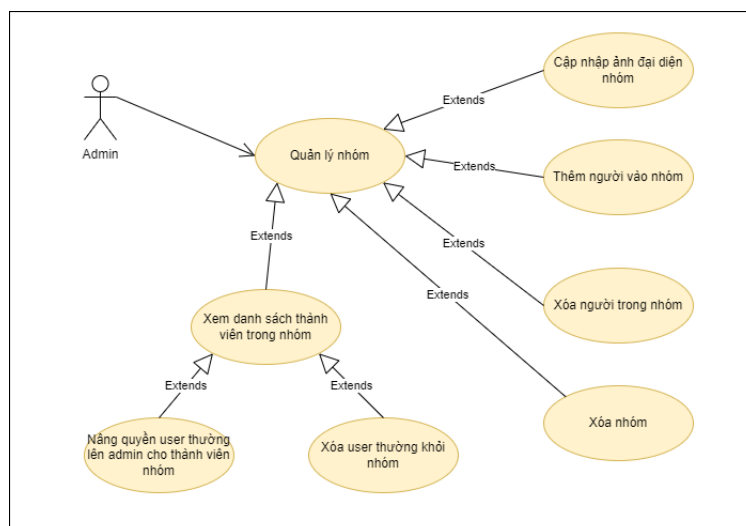 Cập nhập ảnh đại diện
nhóm
Extends
Admin
Quản lý nhóm
Extends
Thêm người vào nhóm
Extends
Extends
Extends
Xóa người trong nhóm
Xem danh sách thành
viên trong nhóm
Extends
Extends
Xóa nhóm
Nâng quyền user thường
lên admin cho thành viên
nhóm
Xóa user thường khỏi
nhóm